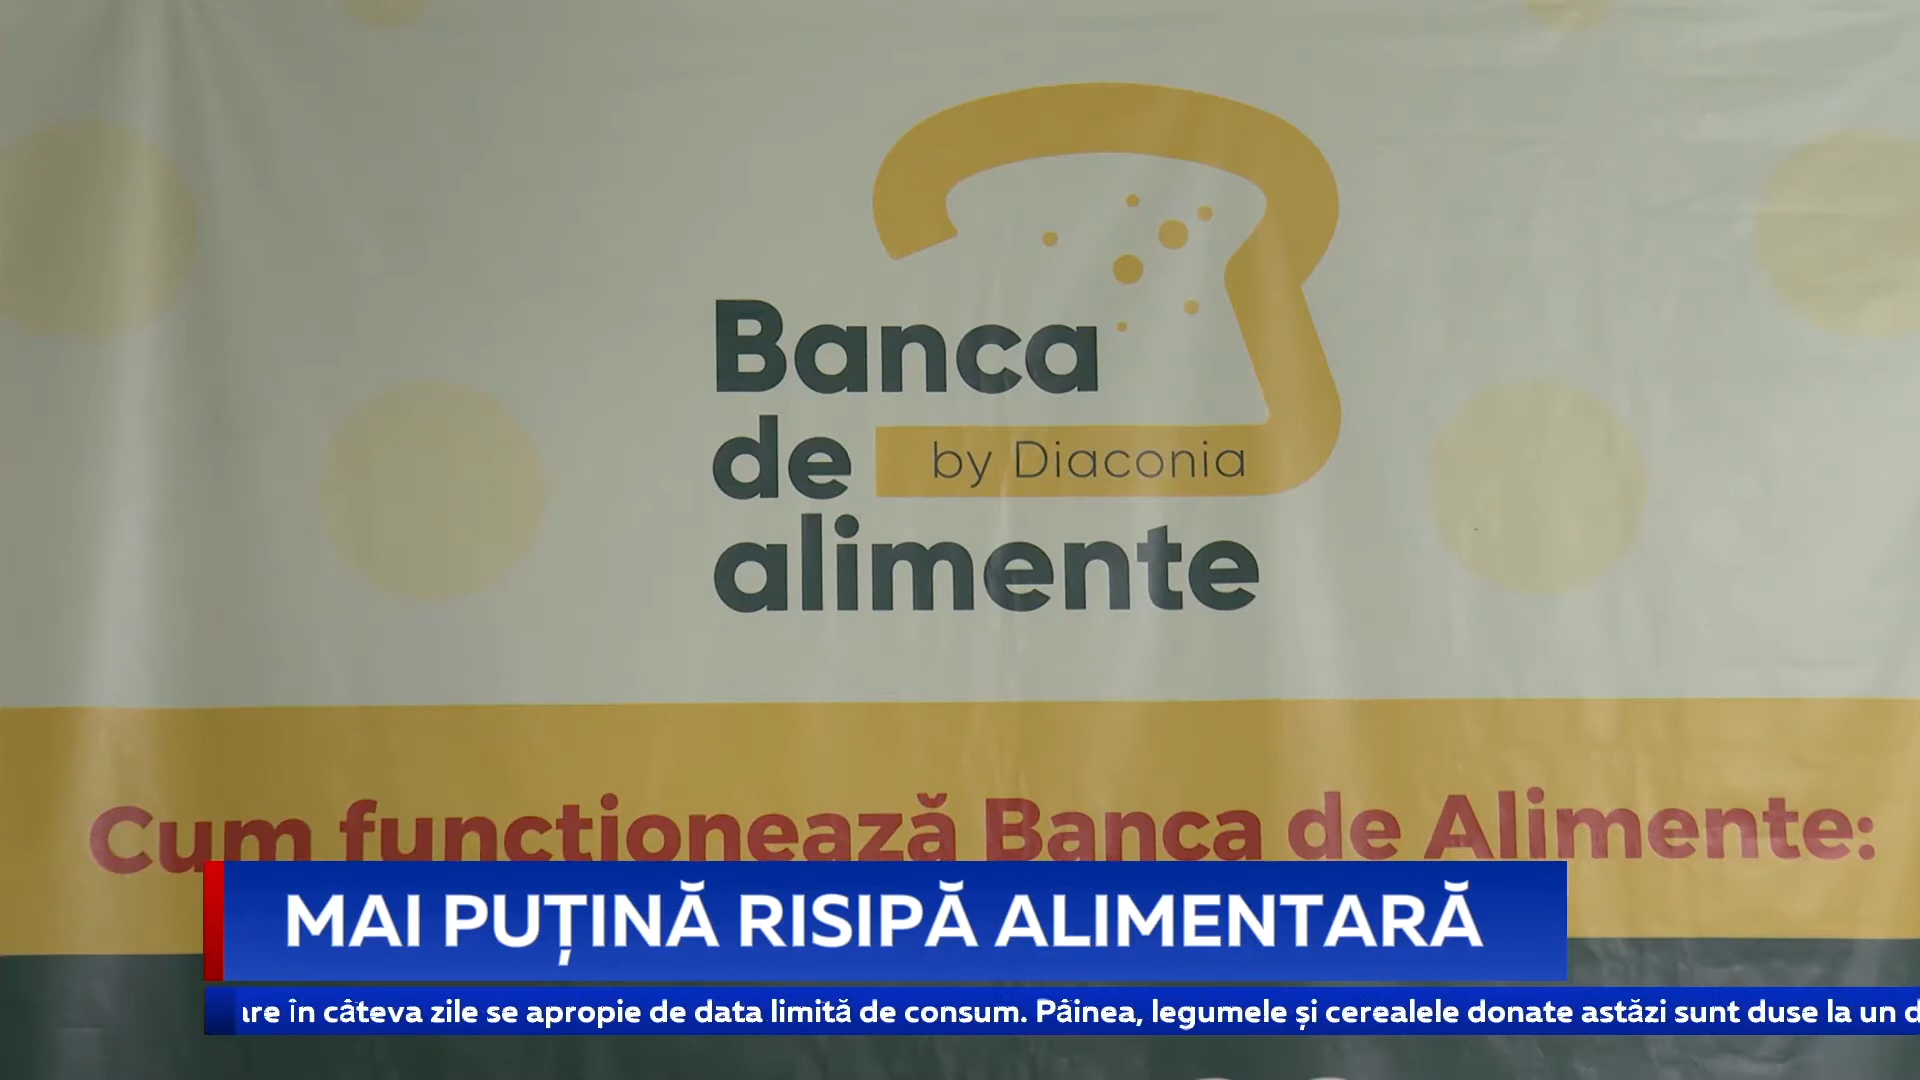 Banca
de
by Diaconia
alimente
Cum funcționează Banca de Alimente:
MAI PUȚINĂ RISIPĂ ALIMENTARĂ
în câteva zile se apropie de data limită de consum. Pâinea, legumele și cerealele donate astăzi sunt duse la un